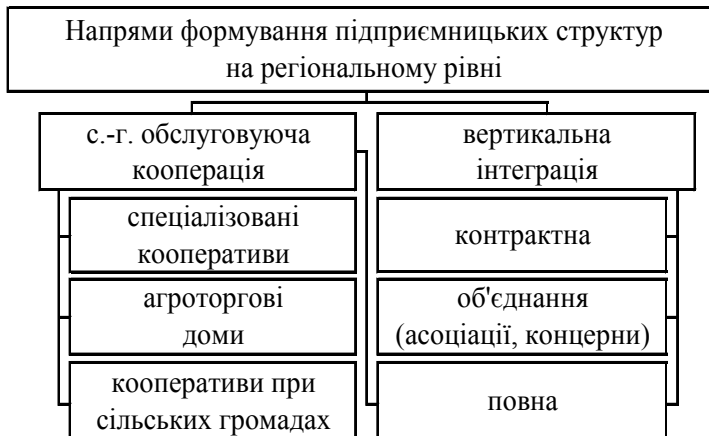 Напрями формування підприємницьких структур
на регіональному рівні
с.-г. обслуговуюча
кооперація
вертикальна
інтеграція
спеціалізовані
кооперативи
контрактна
агроторгові
доми
об'єднання
(асоціації, концерни)
кооперативи при
сільських громадах
повна